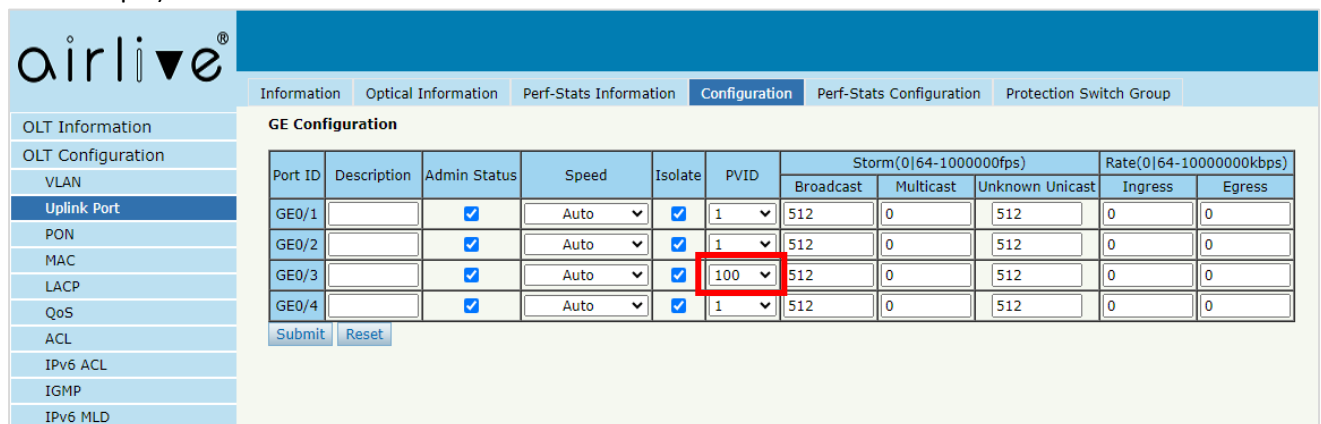 airlive®
Information Optical Information Perf-Stats Information Configuration Perf-Stats Configuration Protection Switch Group
OLT Information
OLT Configuration
VLAN
Uplink Port
PON
MAC
LACP
QoS
ACL
IPv6 ACL
IGMP
IPv6 MLD
GE Configuration
Port ID Description Admin Status Speed Isolate PVID Storm(0|64-1000000fps) Rate(0|64-10000000kbps)
Broadcast Multicast Unknown Unicast Ingress Egress
GE0/1 Auto 1 512 0 512 0 0
GE0/2 Auto 1 512 0 512 0 0
GE0/3 Auto 100 512 0 512 0 0
GE0/4 Auto 1 512 0 512 0 0
Submit Reset